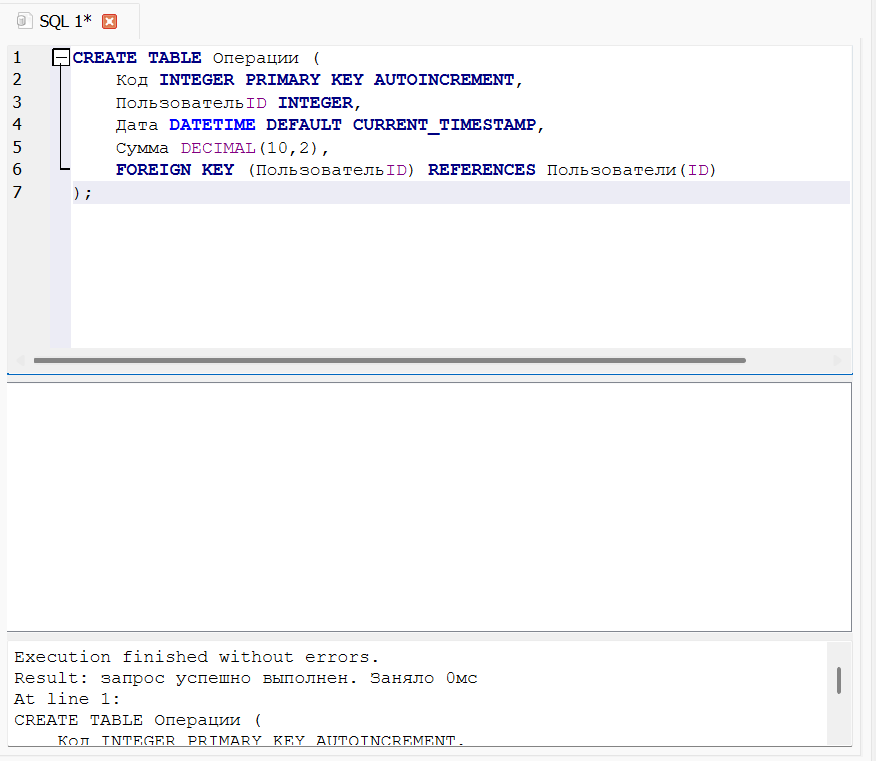 SQL 1*
1 CREATE TABLE Операции (
2 Код INTEGER PRIMARY KEY AUTOINCREMENT,
3 ПользовательID INTEGER,
4 Дата DATETIME DEFAULT CURRENT_TIMESTAMP,
5 Сумма DECIMAL(10,2),
6 FOREIGN KEY (ПользовательID) REFERENCES Пользователи(ID)
7 );
Execution finished without errors.
Result: запрос успешно выполнен. Заняло 0мс
At line 1:
CREATE TABLE Операции (
Код INTEGER PRIMARY KEY AUTOINCREMENT,